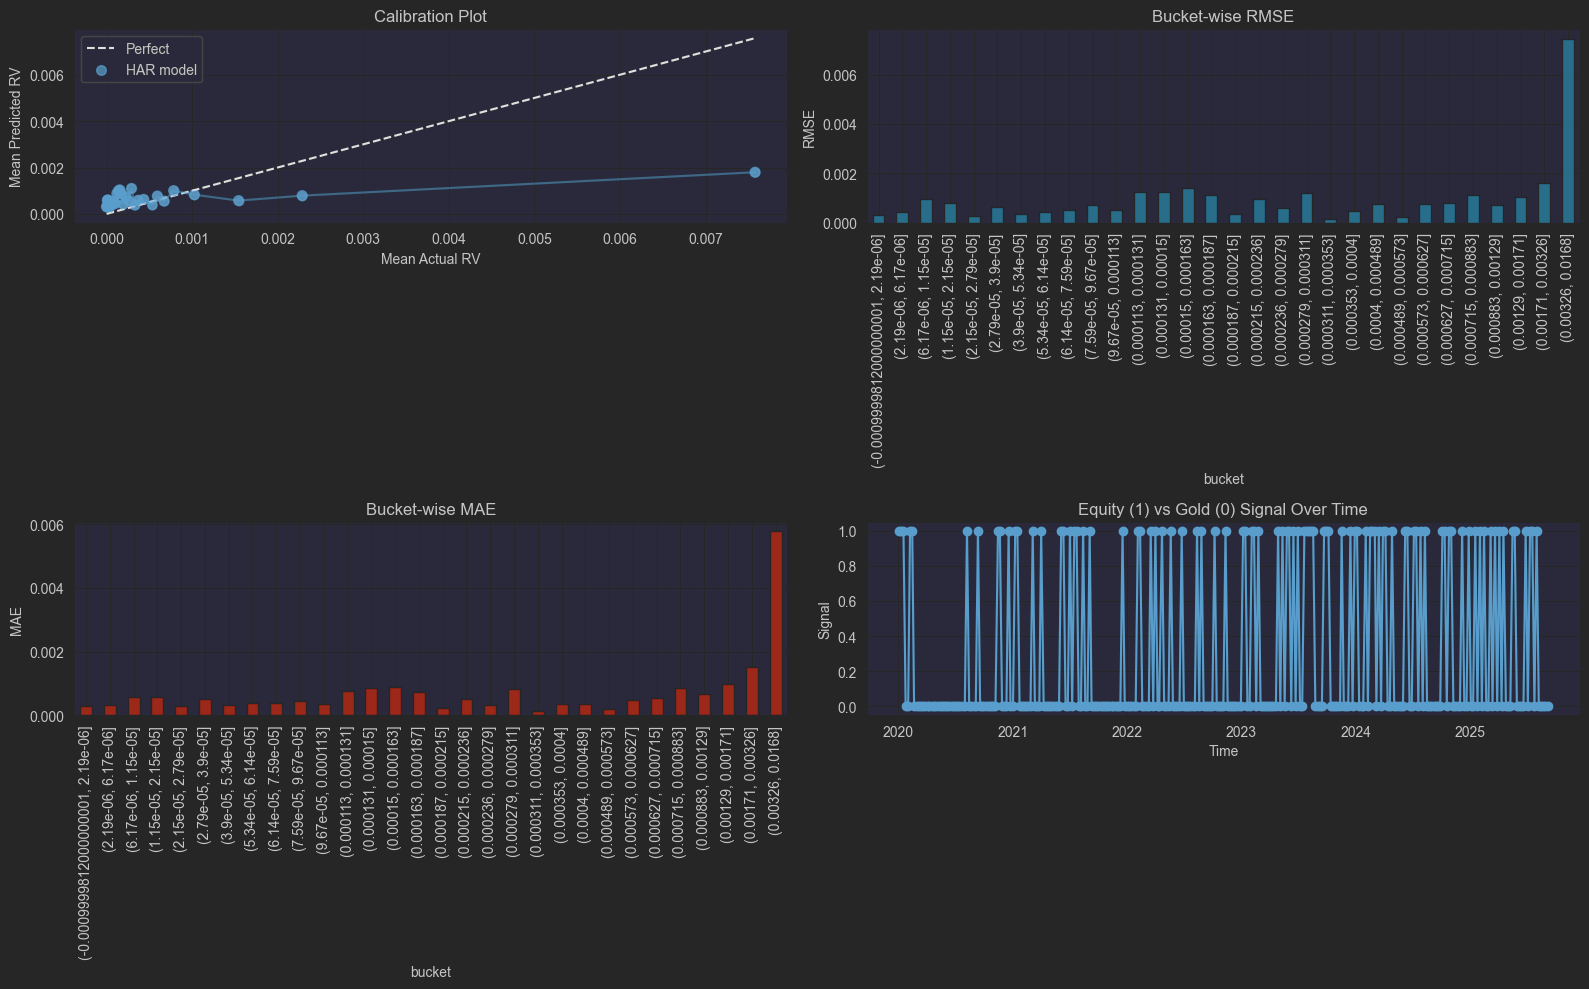 Calibration Plot
Perfect
HAR model
Mean Predicted RV
0.006
0.004
0.002
0.000
0.000 0.001 0.002 0.003 0.004 0.005 0.006 0.007
Mean Actual RV
Bucket-wise RMSE
RMSE
0.006
0.004
0.002
0.000
(-0.000999998120000000001, 2.19e-06]
(2.19e-06, 6.17e-06]
(6.17e-06, 1.15e-05]
(1.15e-05, 2.15e-05]
(2.15e-05, 2.79e-05]
(2.79e-05, 3.9e-05]
(3.9e-05, 5.34e-05]
(5.34e-05, 6.14e-05]
(6.14e-05, 7.59e-05]
(7.59e-05, 9.67e-05]
(9.67e-05, 0.000113]
(0.000113, 0.000131]
(0.000131, 0.00015]
(0.00015, 0.000163]
(0.000163, 0.000187]
(0.000187, 0.000215]
(0.000215, 0.000236]
(0.000236, 0.000279]
(0.000279, 0.000311]
(0.000311, 0.000353]
(0.000353, 0.0004]
(0.0004, 0.000489]
(0.000489, 0.000573]
(0.000573, 0.000627]
(0.000627, 0.000715]
(0.000715, 0.000883]
(0.000883, 0.00129]
(0.00129, 0.00171]
(0.00171, 0.00326]
(0.00326, 0.0168]
bucket
Bucket-wise MAE
MAE
0.006
0.004
0.002
0.000
(-0.000999998120000000001, 2.19e-06]
(2.19e-06, 6.17e-06]
(6.17e-06, 1.15e-05]
(1.15e-05, 2.15e-05]
(2.15e-05, 2.79e-05]
(2.79e-05, 3.9e-05]
(3.9e-05, 5.34e-05]
(5.34e-05, 6.14e-05]
(6.14e-05, 7.59e-05]
(7.59e-05, 9.67e-05]
(9.67e-05, 0.000113]
(0.000113, 0.000131]
(0.000131, 0.00015]
(0.00015, 0.000163]
(0.000163, 0.000187]
(0.000187, 0.000215]
(0.000215, 0.000236]
(0.000236, 0.000279]
(0.000279, 0.000311]
(0.000311, 0.000353]
(0.000353, 0.0004]
(0.0004, 0.000489]
(0.000489, 0.000573]
(0.000573, 0.000627]
(0.000627, 0.000715]
(0.000715, 0.000883]
(0.000883, 0.00129]
(0.00129, 0.00171]
(0.00171, 0.00326]
(0.00326, 0.0168]
bucket
Equity (1) vs Gold (0) Signal Over Time
Signal
1.0
0.8
0.6
0.4
0.2
0.0
2020 2021 2022 2023 2024 2025
Time